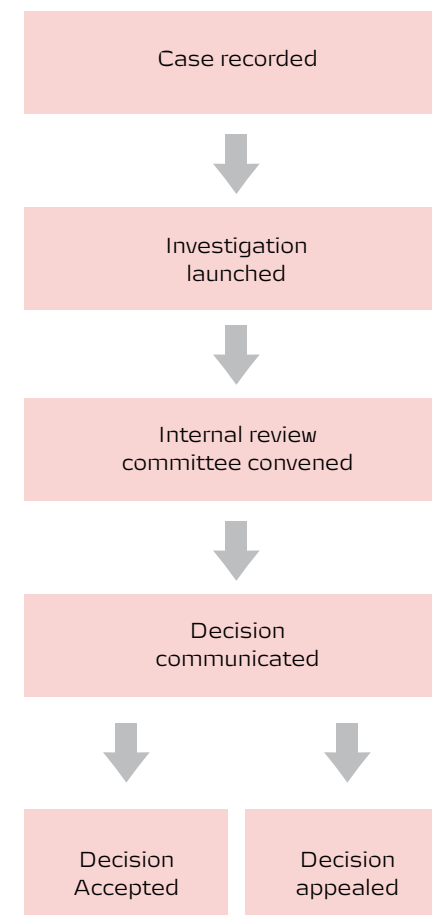 Case recorded
Investigation
launched
Internal review
committee convened
Decision
communicated
Decision
Accepted
Decision
appealed